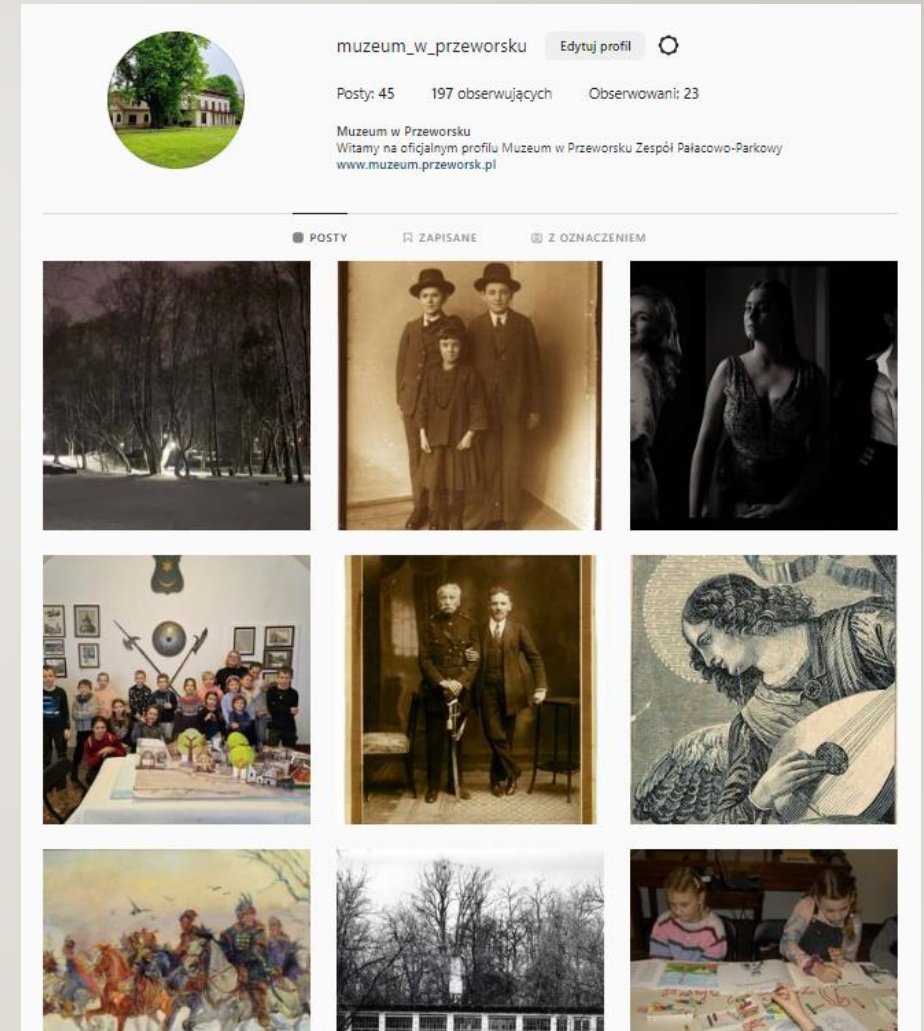 muzeum_w_przeworsku Edytuj profil
Posty: 45 197 obserwujących Obserwowani: 23
Muzeum w Przeworsku
Witamy na oficjalnym profilu Muzeum w Przeworsku Zespół Pałacowo-Parkowy
www.muzeum.przeworsk.pl
POSTY ZAPISANE Z OZNACZENIEM